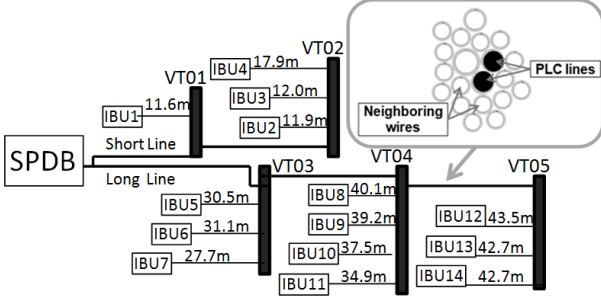 VT02
IBU4 17.9m
VT01
IBU3 12.0m
11.6m
IBU1
IBU2 11.9m
Short Line
SPDB
Long Line
PLC lines
Neighboring
wires
VT03
VT04
VT05
IBU5 30.5m
IBU6 31.1m
IBU7 27.7m
IBU8 40.1m
IBU9 39.2m
IBU10 37.5m
IBU11 34.9m
IBU12 43.5m
IBU13 42.7m
IBU14 42.7m